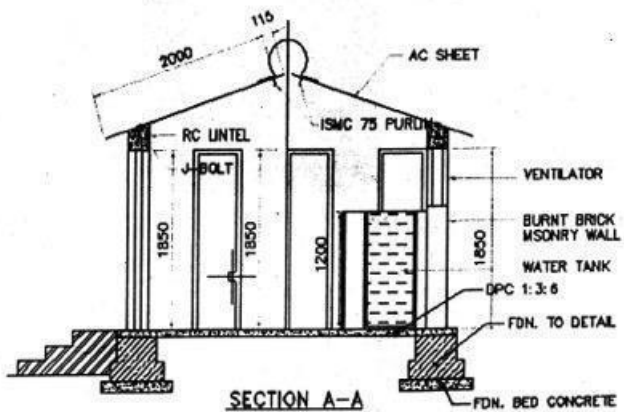 115
2000
AC SHEET
ISMC 75 PURLIN
RC LINTEL
J-BOLT
VENTILATOR
1850
1850
1200
1850
BURNT BRICK
MSONRY WALL
WATER TANK
DPC 1:3:6
FDN. TO DETAIL
FDN. BED CONCRETE
SECTION A-A